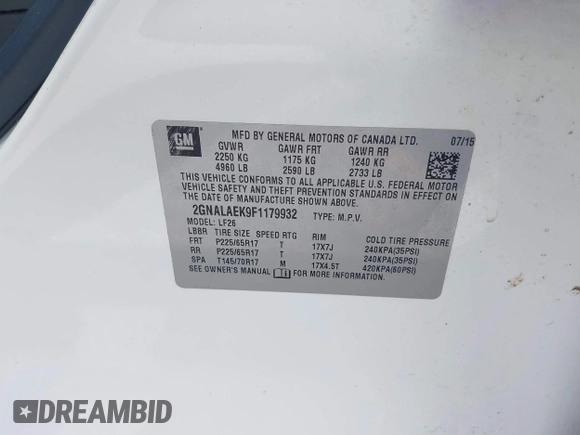 GM
MFD BY GENERAL MOTORS OF CANADA LTD. 07/15
GVWR GAWR FRT GAWR RR
2250 KG 1175 KG 1240 KG
4960 LB 2590 LB 2733 LB
THIS VEHICLE CONFORMS TO ALL APPLICABLE U.S. FEDERAL MOTOR
VEHICLE SAFETY AND THEFT PREVENTION STANDARDS IN EFFECT ON
THE DATE OF MANUFACTURE SHOWN ABOVE.
2GNALAEK9F1179932 TYPE: M.P.V.
MODEL: LF26
LBBR TIRE SIZE SPEED RTG RIM COLD TIRE PRESSURE
FRT P225/65R17 T 17X7J 240KPA(35PSI)
RR P225/65R17 T 17X7J 240KPA(35PSI)
SPA T145/70R17 M 17X4.5T 420KPA(60PSI)
SEE OWNER'S MANUAL FOR MORE INFORMATION.
DREAMBID